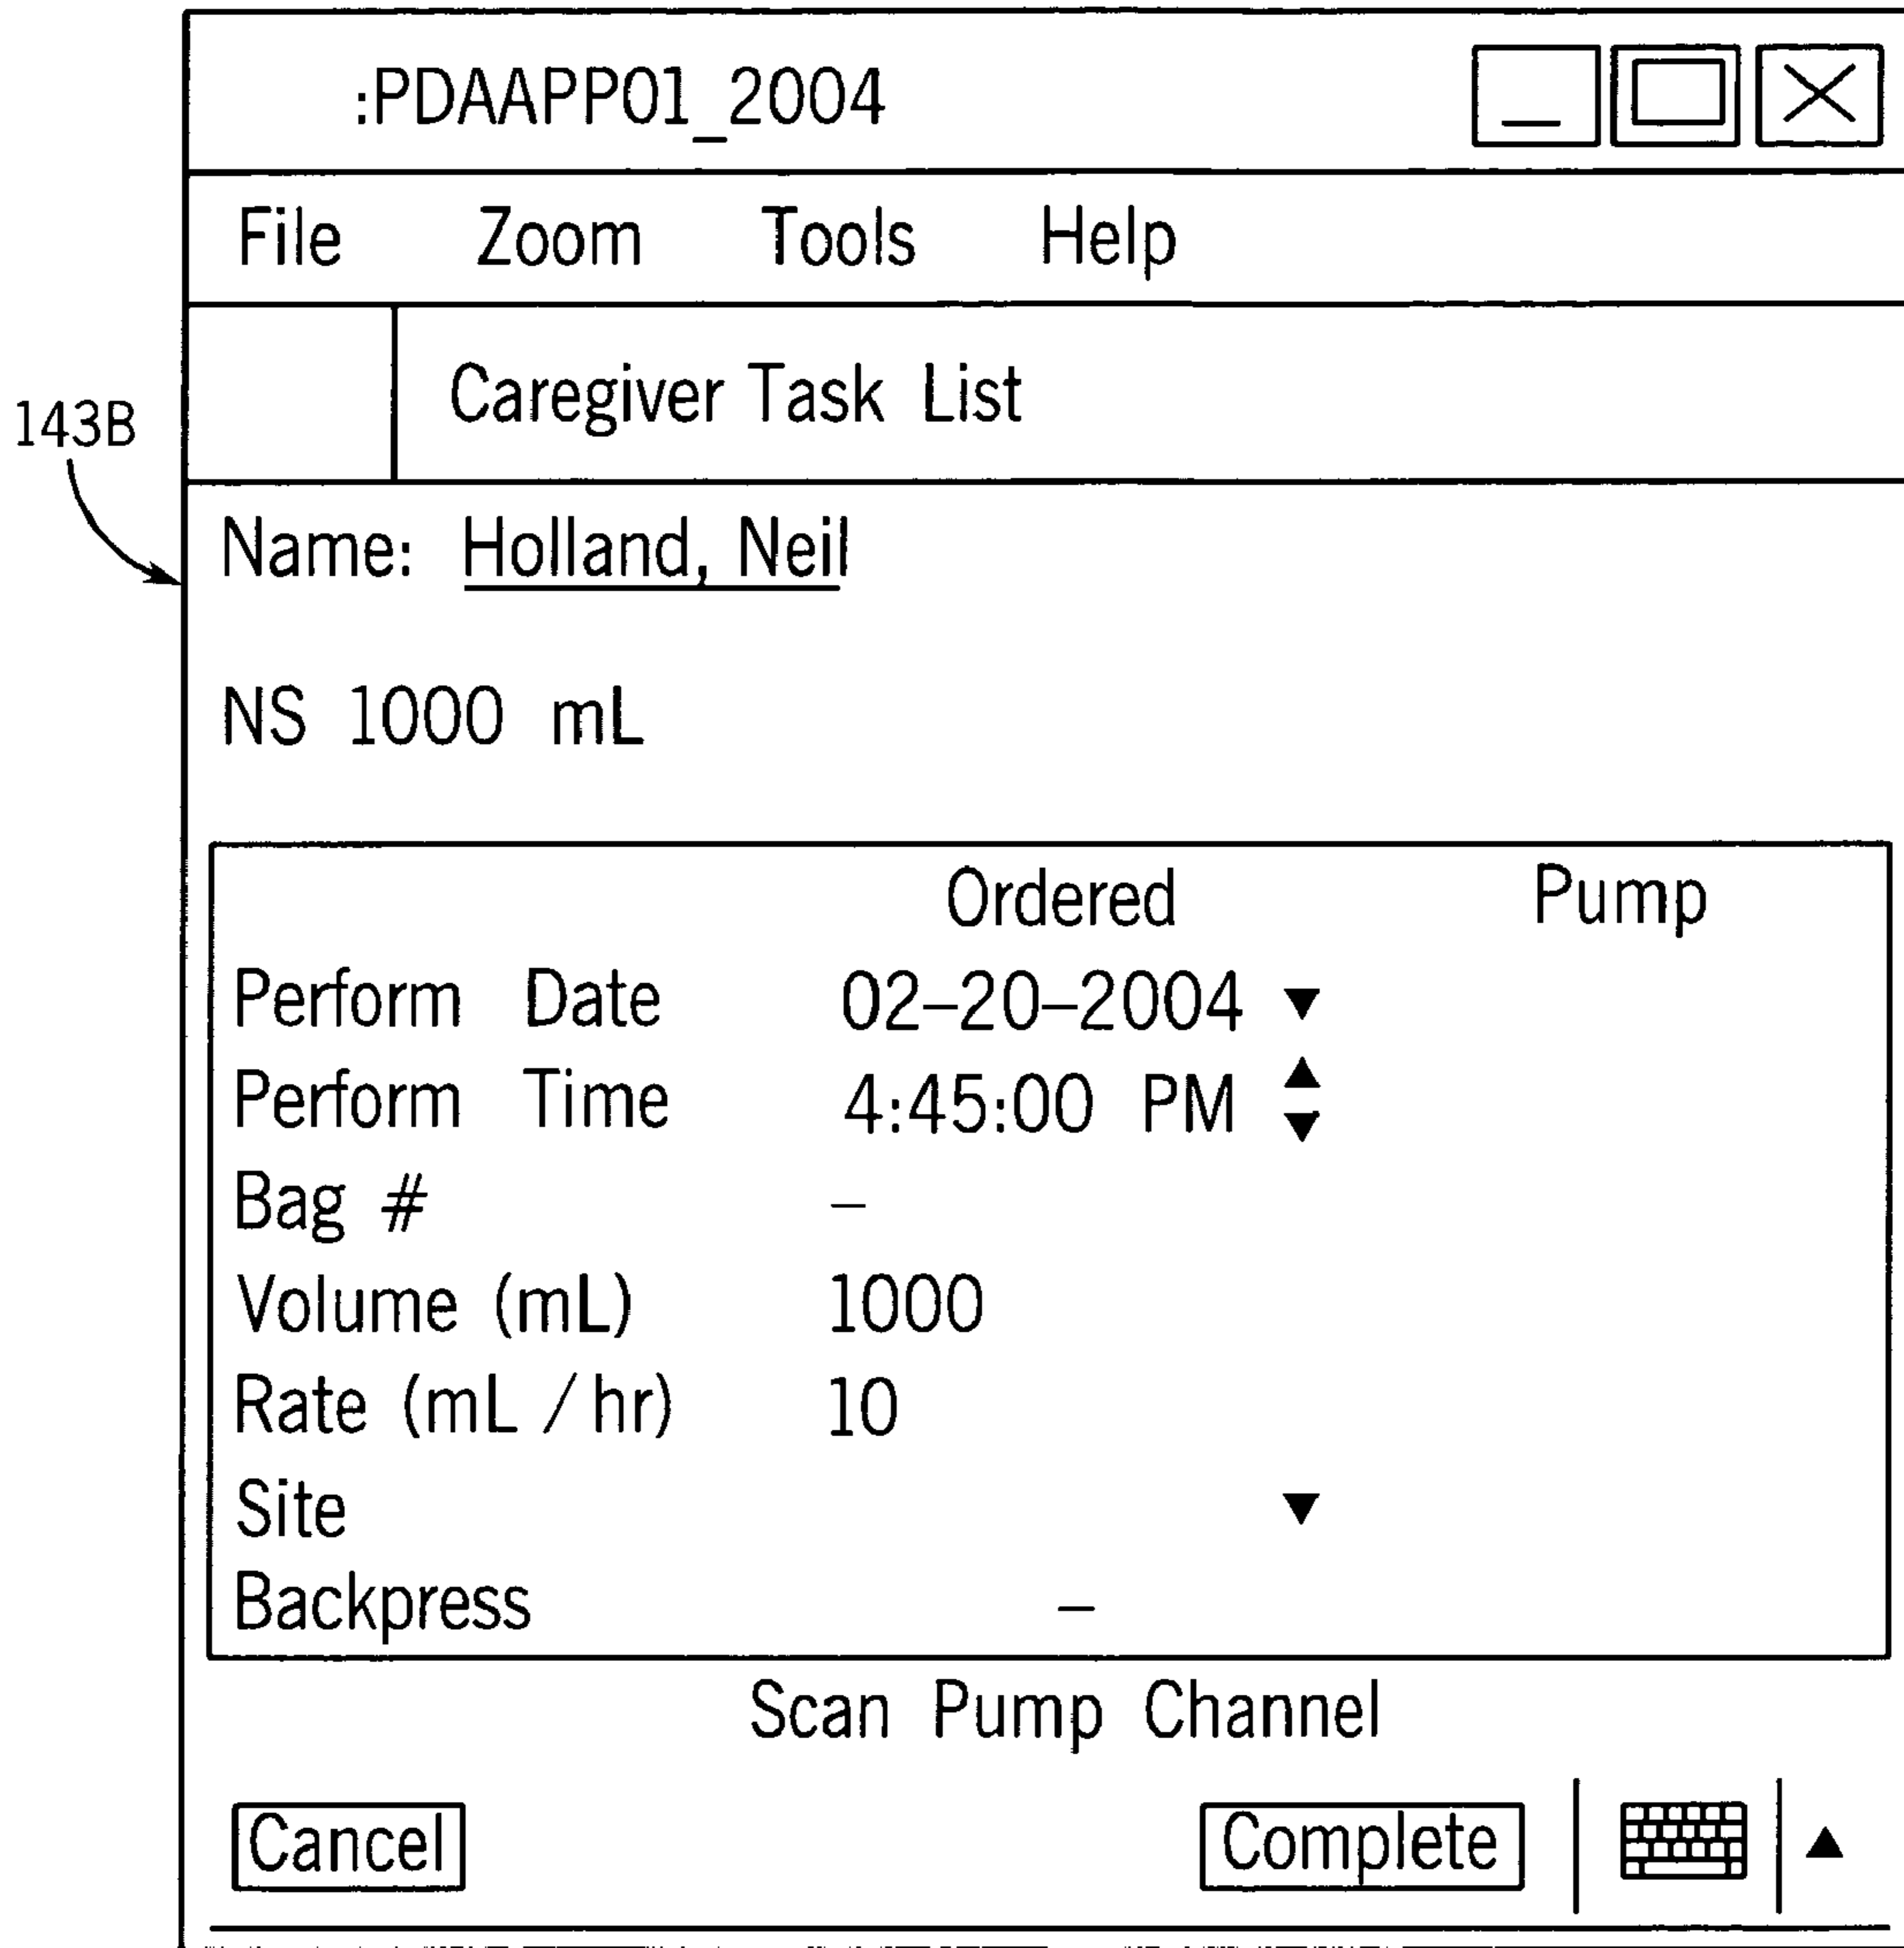 :PDAAPP01_2004
File Zoom Tools Help
Caregiver Task List
143B
Name: Holland, Neil
NS 1000 mL
Ordered Pump
Perform Date 02–20–2004 ▼
Perform Time 4:45:00 PM ▲▼
Bag # –
Volume (mL) 1000
Rate (mL / hr) 10
Site ▼
Backpress –
Scan Pump Channel
Cancel Complete ▲